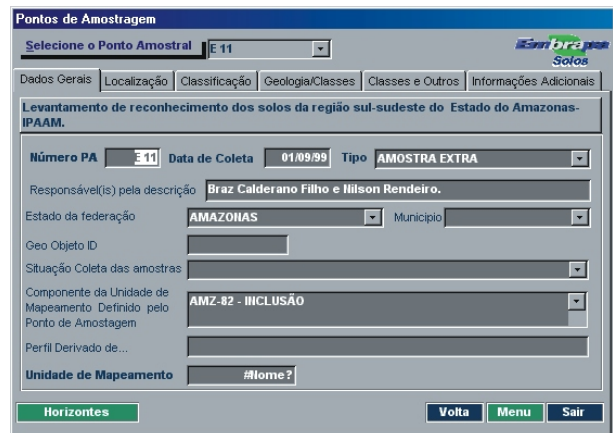 Pontos de Amostragem
Selecione o Ponto Amostral E 11
Embrapa
Solos
Dados Gerais Localização Classificação Geologia/Classes Classes e Outros Informações Adicionais
Levantamento de reconhecimento dos solos da região sul-sudeste do Estado do Amazonas-
IPAAM.
Número PA E 11 Data de Coleta 01/09/99 Tipo AMOSTRA EXTRA
Responsável(is) pela descrição Braz Calderano Filho e Nilson Rendeiro.
Estado da federação AMAZONAS Municipio
Geo Objeto ID
Situação Coleta das amostras
Componente da Unidade de
Mapeamento Definido pelo
Ponto de Amostagem
AMZ-82 - INCLUSÃO
Perfil Derivado de...
Unidade de Mapeamento #Nome?
Horizontes Volta Menu Sair